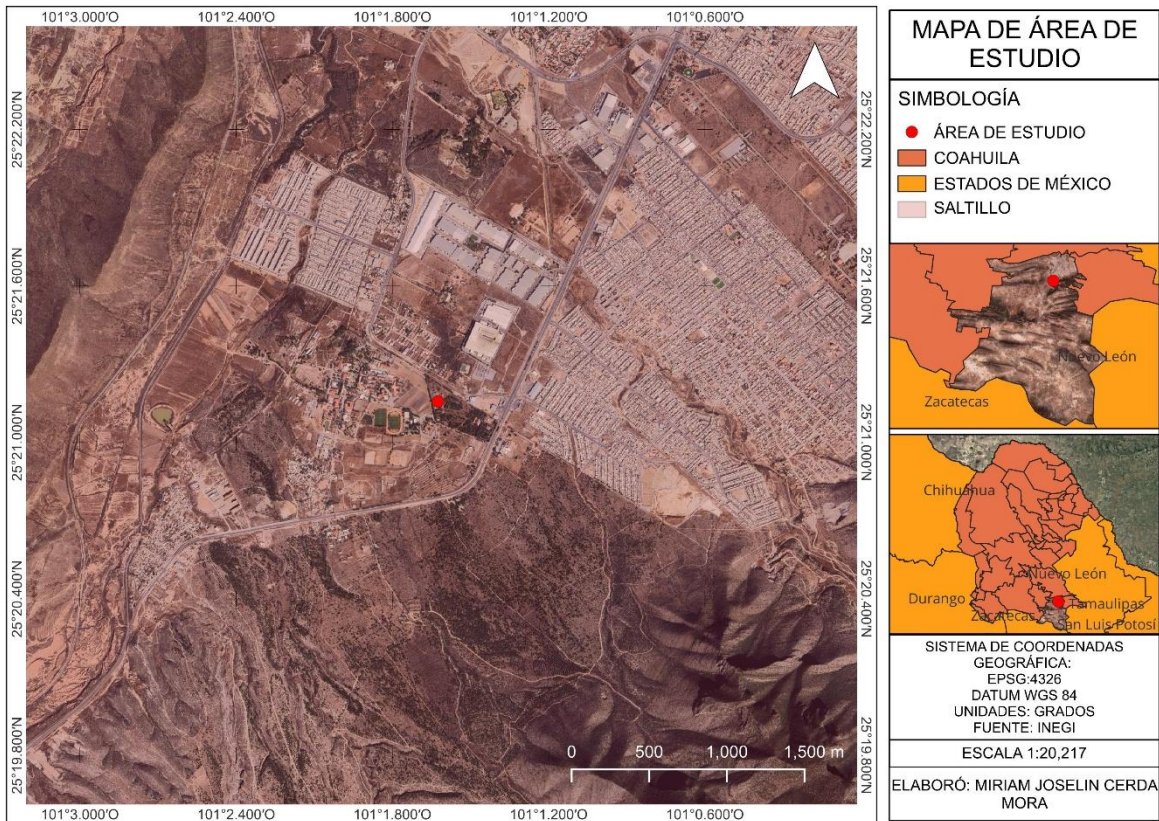 101°3.000'O 101°2.400'O 101°1.800'O 101°1.200'O 101°0.600'O
25°22.200'N
25°21.600'N
25°21.000'N
25°20.400'N
25°19.800'N
25°22.200'N
25°21.600'N
25°21.000'N
25°20.400'N
25°19.800'N
0 500 1,000 1,500 m
101°3.000'O 101°2.400'O 101°1.800'O 101°1.200'O 101°0.600'O
MAPA DE ÁREA DE
ESTUDIO
SIMBOLOGÍA
ÁREA DE ESTUDIO
COAHUILA
ESTADOS DE MÉXICO
SALTILLO
Nuevo León
Zacatecas
Chihuahua
Nuevo León
Durango
Tamaulipas
Zacatecas
San Luis Potosí
SISTEMA DE COORDENADAS
GEOGRÁFICA:
EPSG:4326
DATUM WGS 84
UNIDADES: GRADOS
FUENTE: INEGI
ESCALA 1:20,217
ELABORÓ: MIRIAM JOSELIN CERDA
MORA